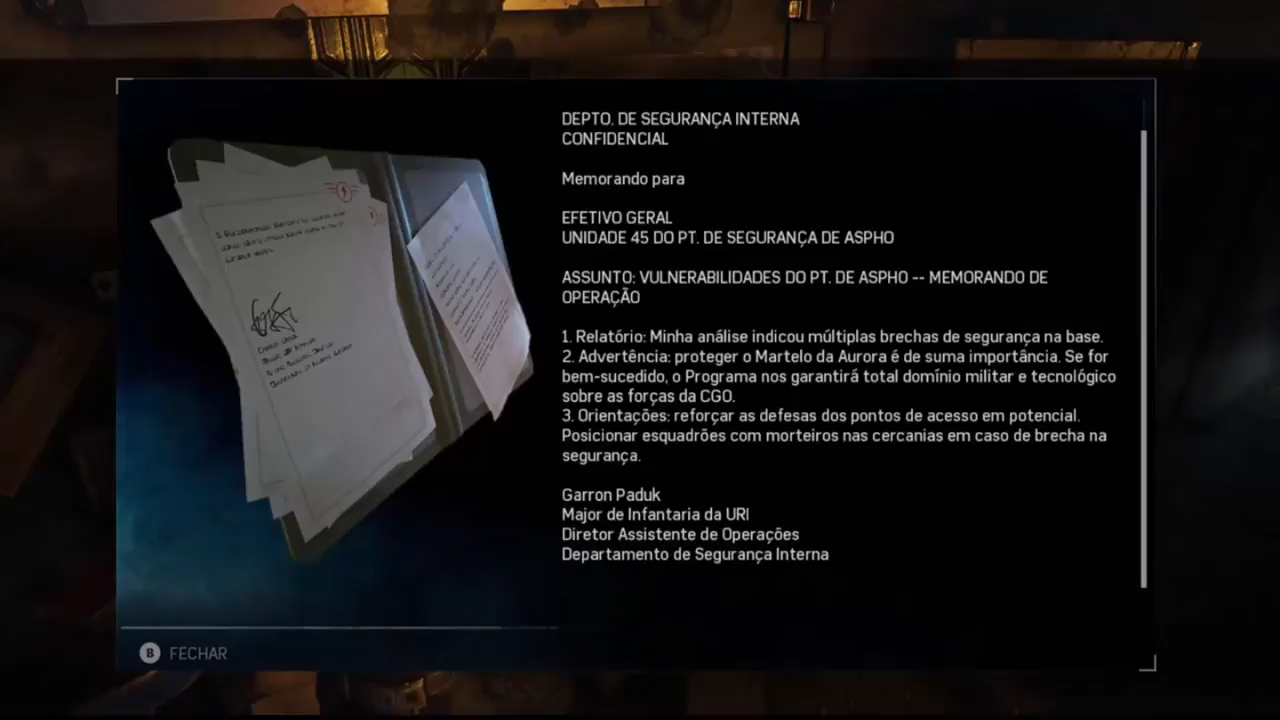 DEPTO. DE SEGURANÇA INTERNA
CONFIDENCIAL
Memorando para
EFETIVO GERAL
UNIDADE 45 DO PT. DE SEGURANÇA DE ASPHO
ASSUNTO: VULNERABILIDADES DO PT. DE ASPHO -- MEMORANDO DE
OPERAÇÃO
1. Relatório: Minha análise indicou múltiplas brechas de segurança na base.
2. Advertência: proteger o Martelo da Aurora é de suma importância. Se for
bem-sucedido, o Programa nos garantirá total domínio militar e tecnológico
sobre as forças da CGO.
3. Orientações: reforçar as defesas dos pontos de acesso em potencial.
Posicionar esquadrões com morteiros nas cercanias em caso de brecha na
segurança.
Garron Paduk
Major de Infantaria da URI
Diretor Assistente de Operações
Departamento de Segurança Interna
B FECHAR